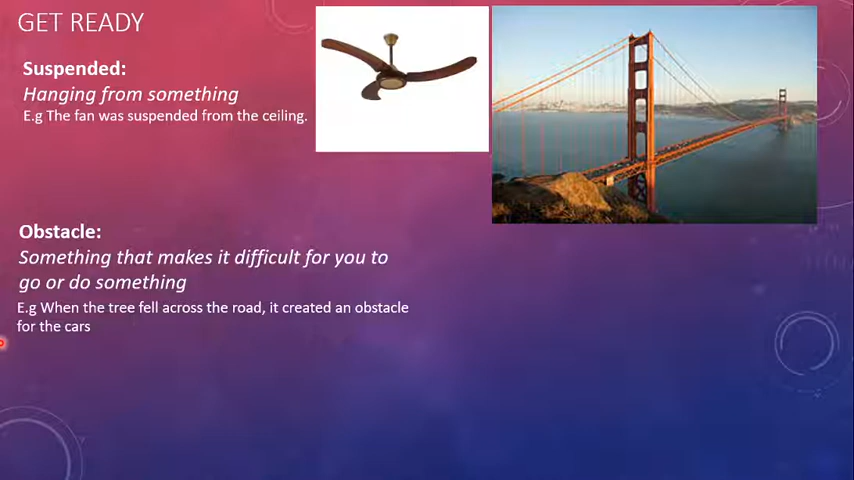 GET READY
Suspended:
Hanging from something
E.g The fan was suspended from the ceiling.
Obstacle:
Something that makes it difficult for you to
go or do something
E.g When the tree fell across the road, it created an obstacle
for the cars